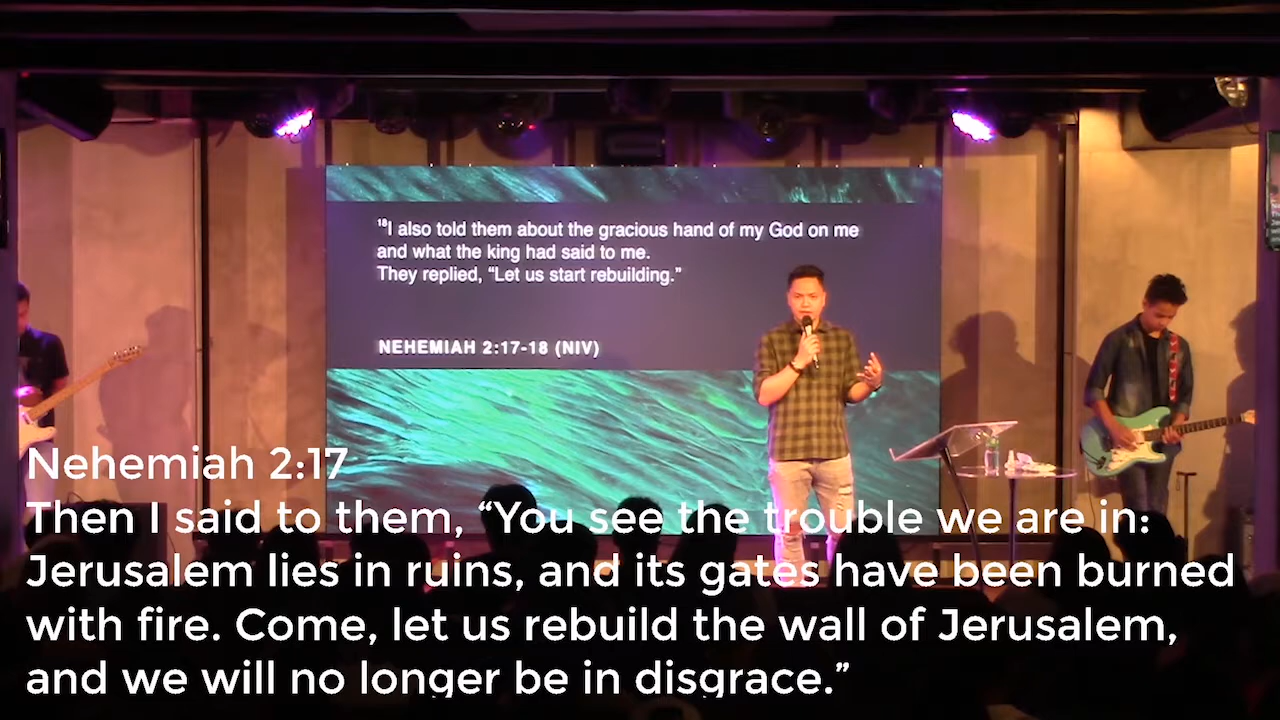 ¹⁸I also told them about the gracious hand of my God on me
and what the king had said to me.
They replied, “Let us start rebuilding.”
NEHEMIAH 2:17-18 (NIV)
Nehemiah 2:17
Then I said to them, “You see the trouble we are in:
Jerusalem lies in ruins, and its gates have been burned
with fire. Come, let us rebuild the wall of Jerusalem,
and we will no longer be in disgrace.”